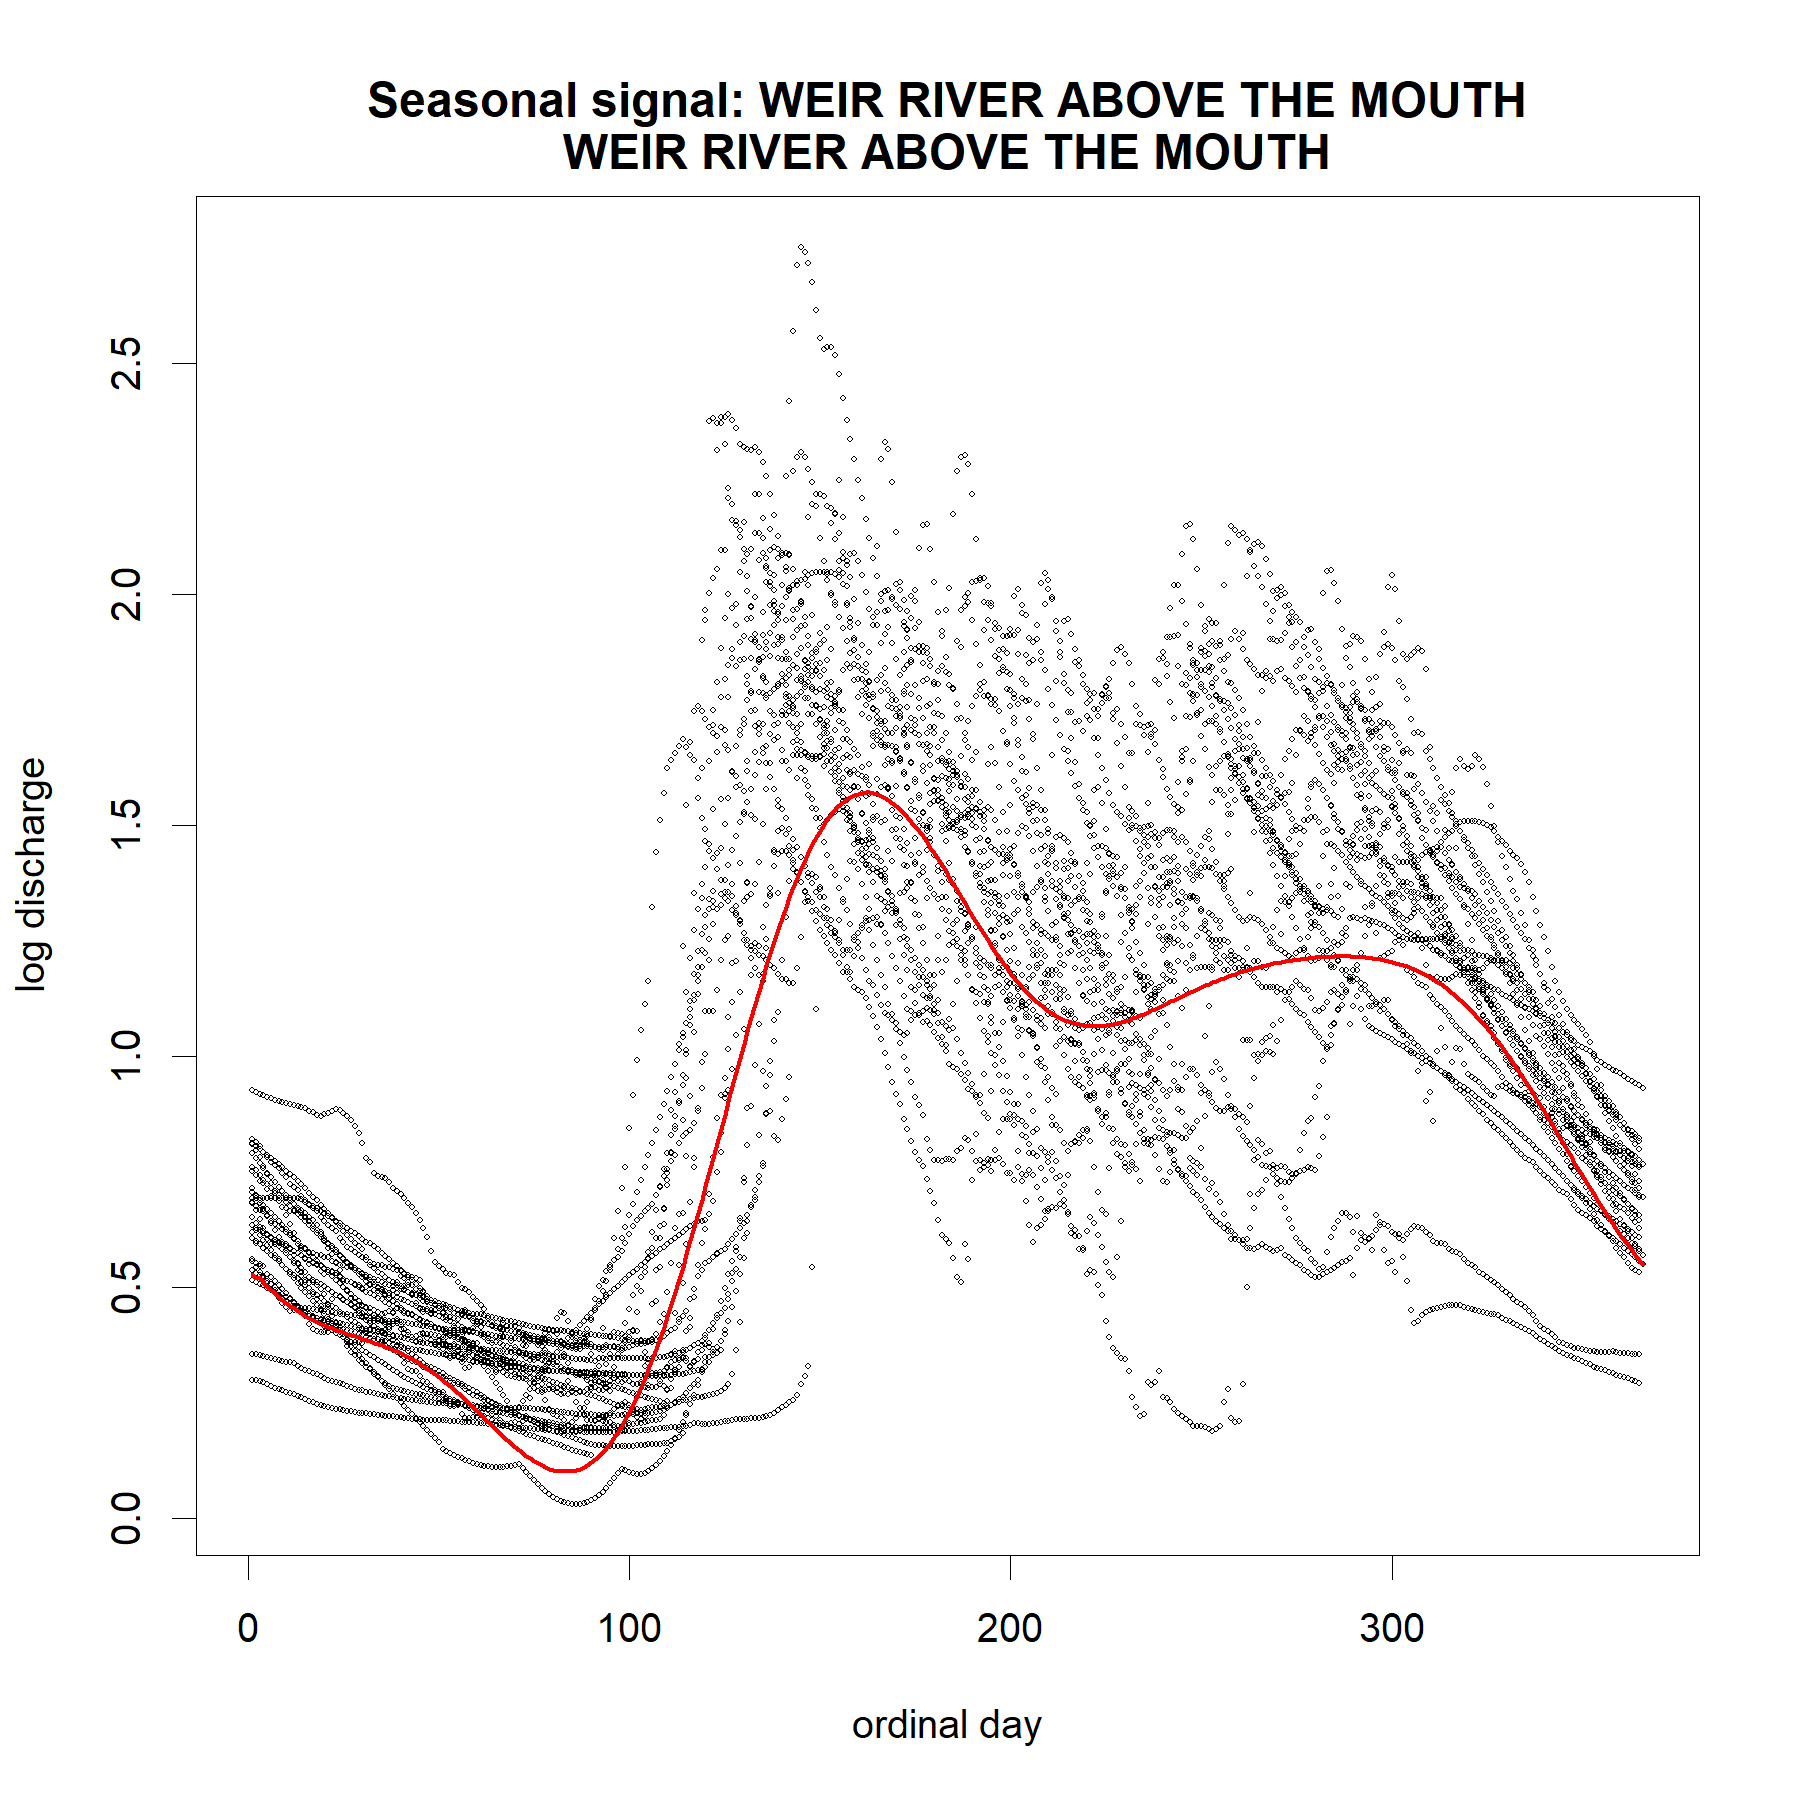 Seasonal signal: WEIR RIVER ABOVE THE MOUTH
WEIR RIVER ABOVE THE MOUTH
log discharge
2.5
2.0
1.5
1.0
0.5
0.0
0 100 200 300
ordinal day